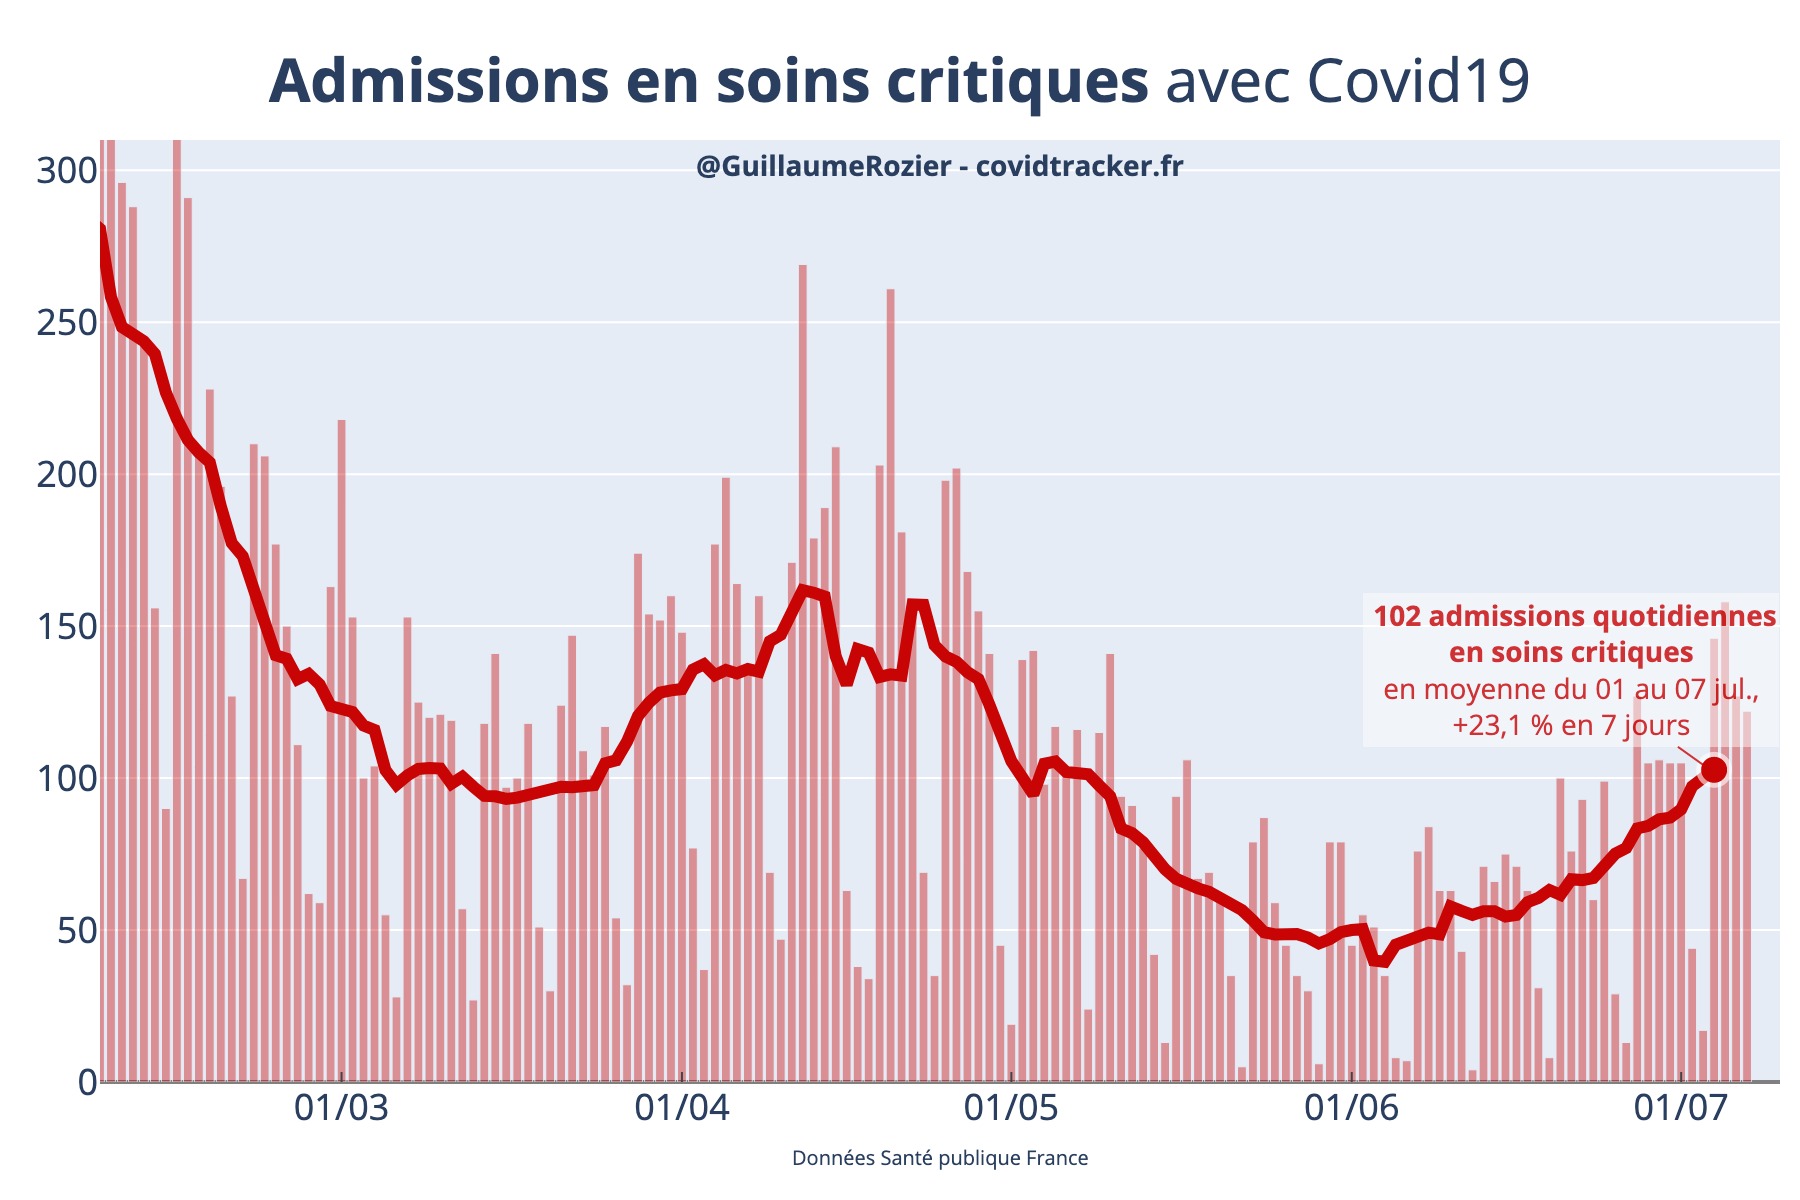 Admissions en soins critiques avec Covid19
@GuillaumeRozier - covidtracker.fr
300
250
200
150
100
50
0
102 admissions quotidiennes
en soins critiques
en moyenne du 01 au 07 jul.,
+23,1 % en 7 jours
01/03 01/04 01/05 01/06 01/07
Données Santé publique France